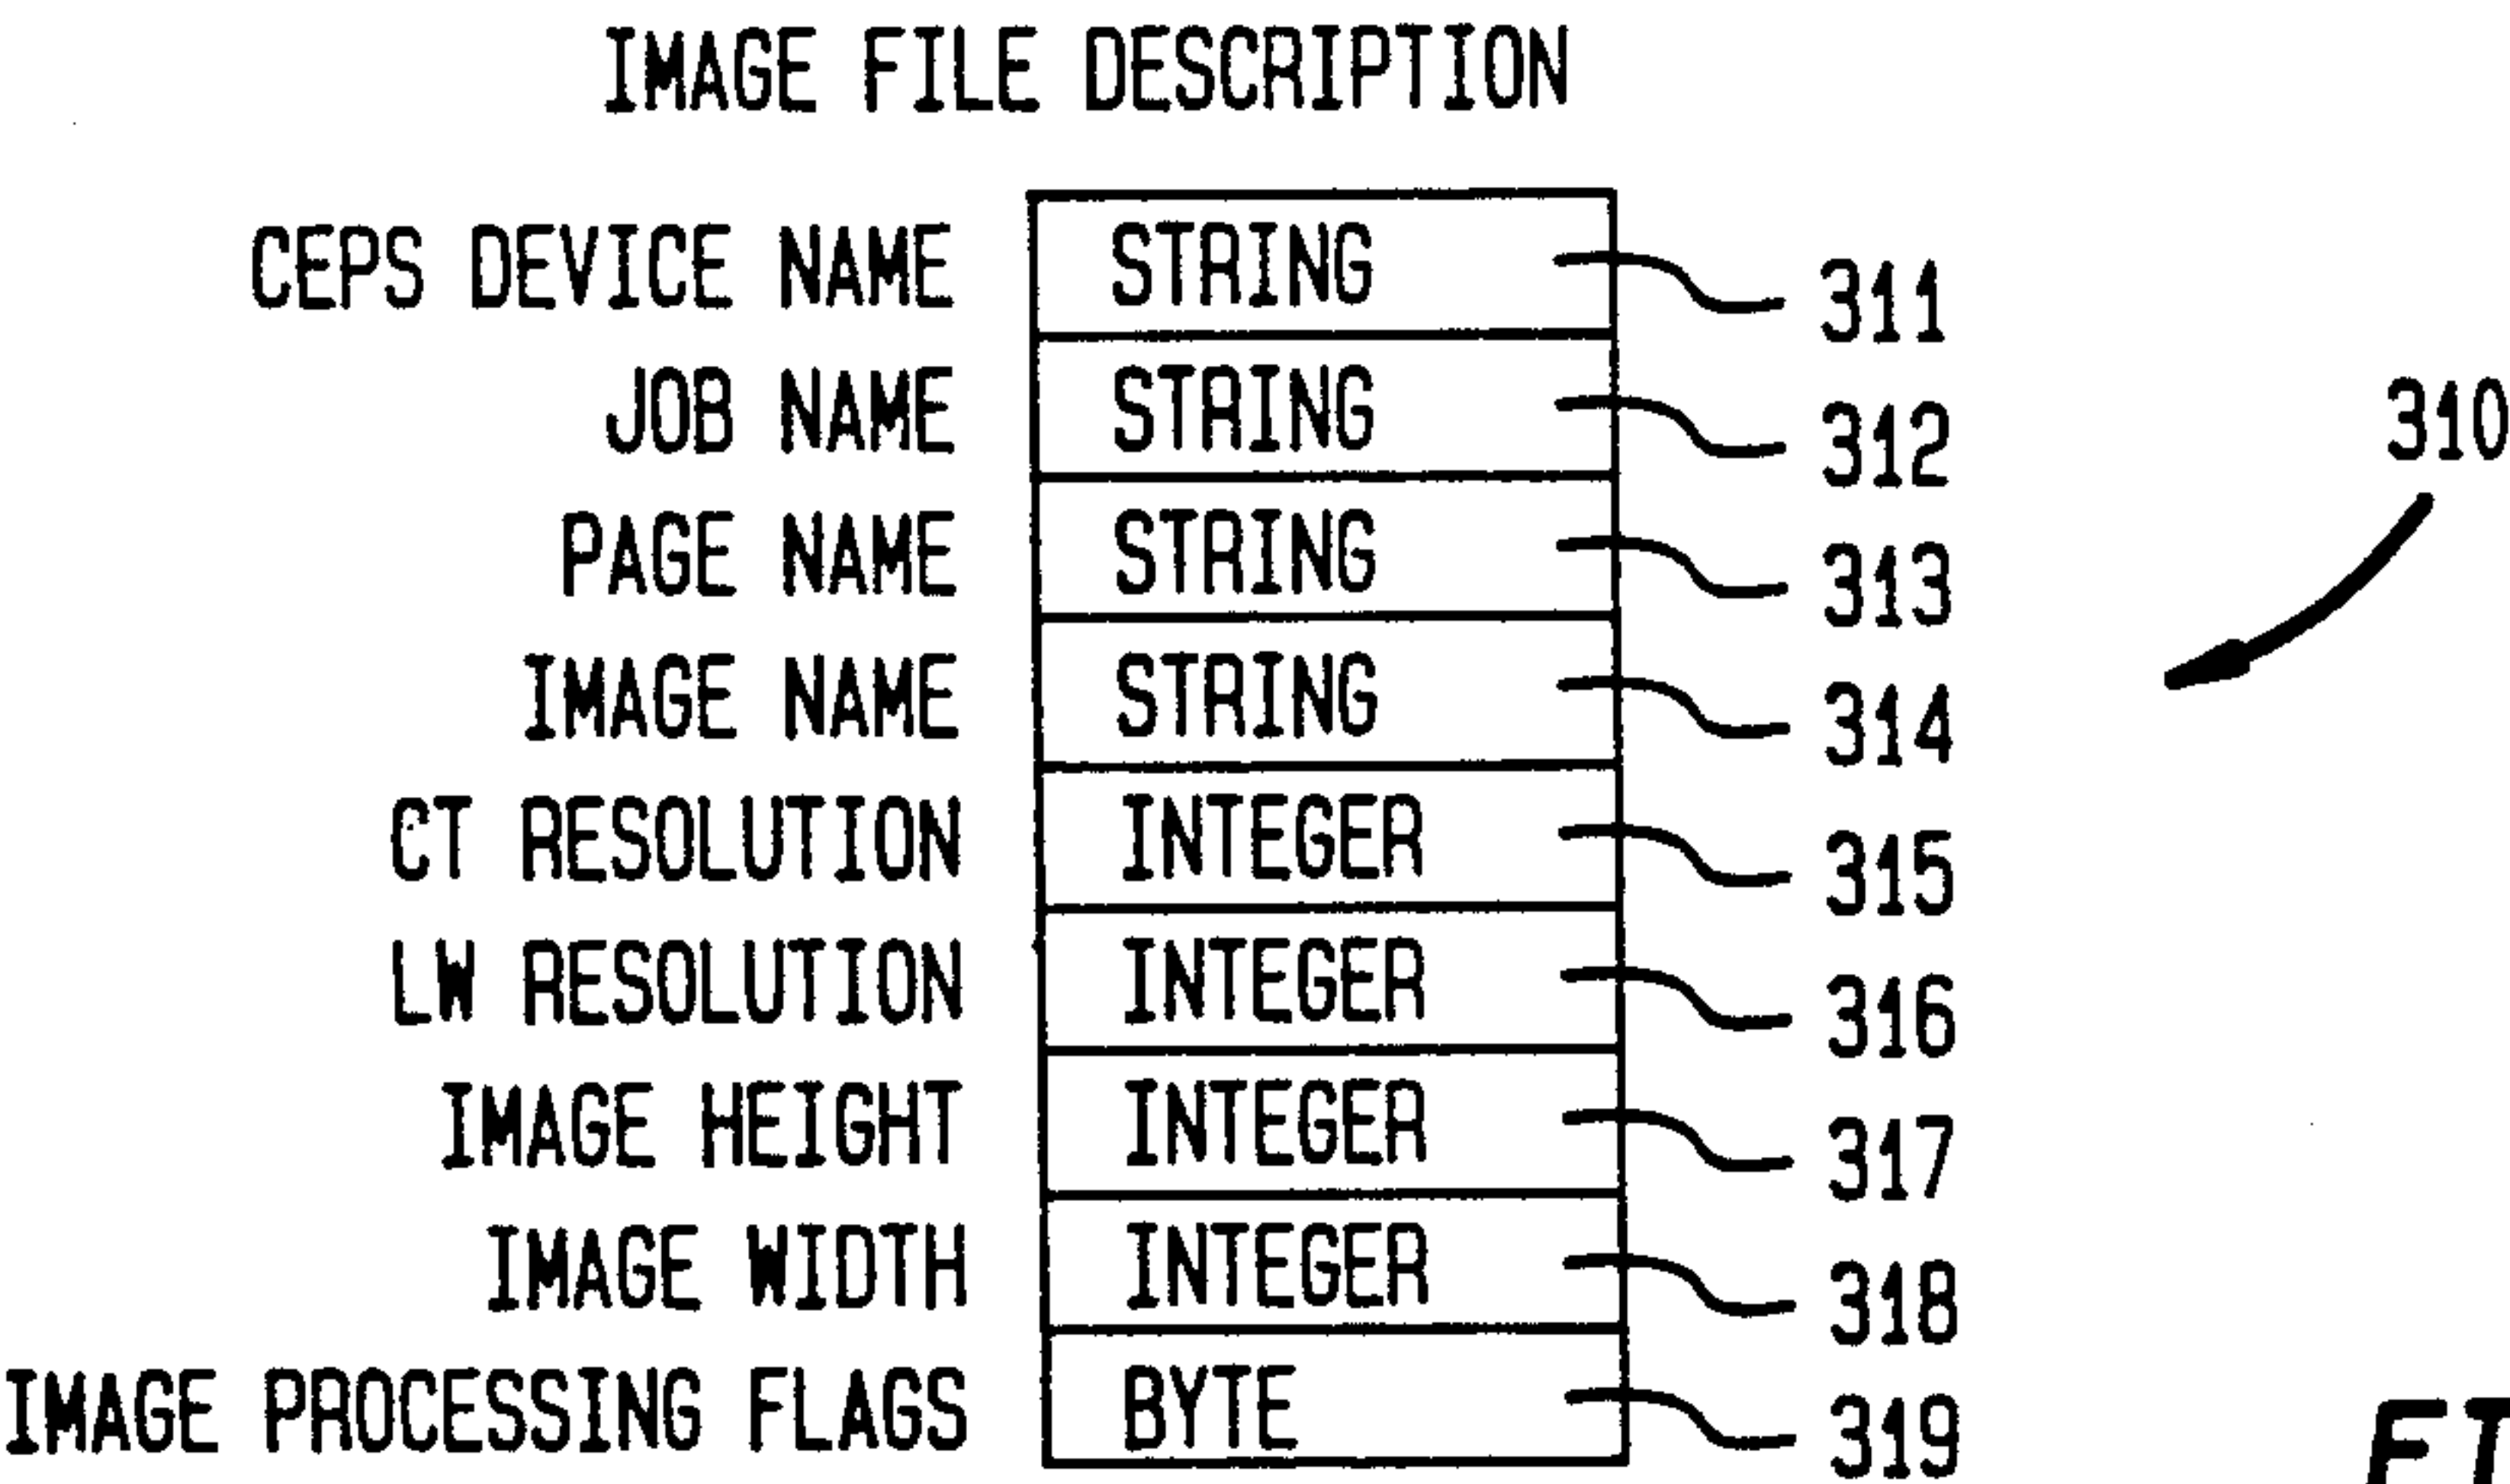 IMAGE FILE DESCRIPTION
CEPS DEVICE NAME STRING 311
JOB NAME STRING 312
310
PAGE NAME STRING 313
IMAGE NAME STRING 314
CT RESOLUTION INTEGER 315
LW RESOLUTION INTEGER 316
IMAGE HEIGHT INTEGER 317
IMAGE WIDTH INTEGER 318
IMAGE PROCESSING FLAGS BYTE 319